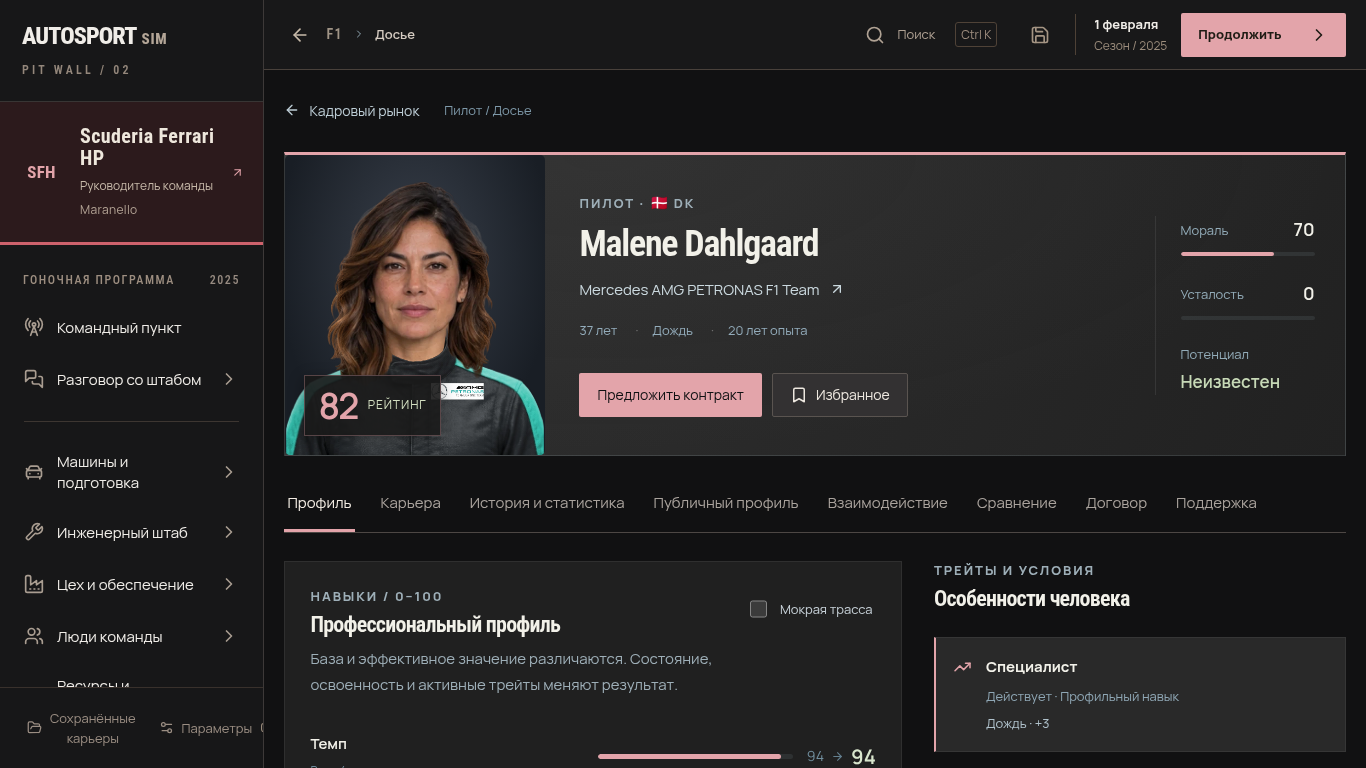 AUTOSPORT SIM
PIT WALL / 02
SFH
Scuderia Ferrari
HP
Руководитель команды
Maranello
ГОНОЧНАЯ ПРОГРАММА 2025
Командный пункт
Разговор со штабом
Машины и
подготовка
Инженерный штаб
Цех и обеспечение
Люди команды
Ресурсы и
Сохранённые
карьеры
Параметры
F1 Досье
Поиск Ctrl K
1 февраля
Сезон / 2025
Продолжить
Кадровый рынок Пилот / Досье
82 РЕЙТИНГ
PETRONAS
ПИЛОТ · DK
Malene Dahlgaard
Mercedes AMG PETRONAS F1 Team
37 лет · Дождь · 20 лет опыта
Предложить контракт Избранное
Мораль 70
Усталость 0
Потенциал
Неизвестен
Профиль Карьера История и статистика Публичный профиль Взаимодействие Сравнение Договор Поддержка
НАВЫКИ / 0–100
Профессиональный профиль
Мокрая трасса
База и эффективное значение различаются. Состояние,
освоенность и активные трейты меняют результат.
Темп
94 → 94
ТРЕЙТЫ И УСЛОВИЯ
Особенности человека
Специалист
Действует · Профильный навык
Дождь · +3